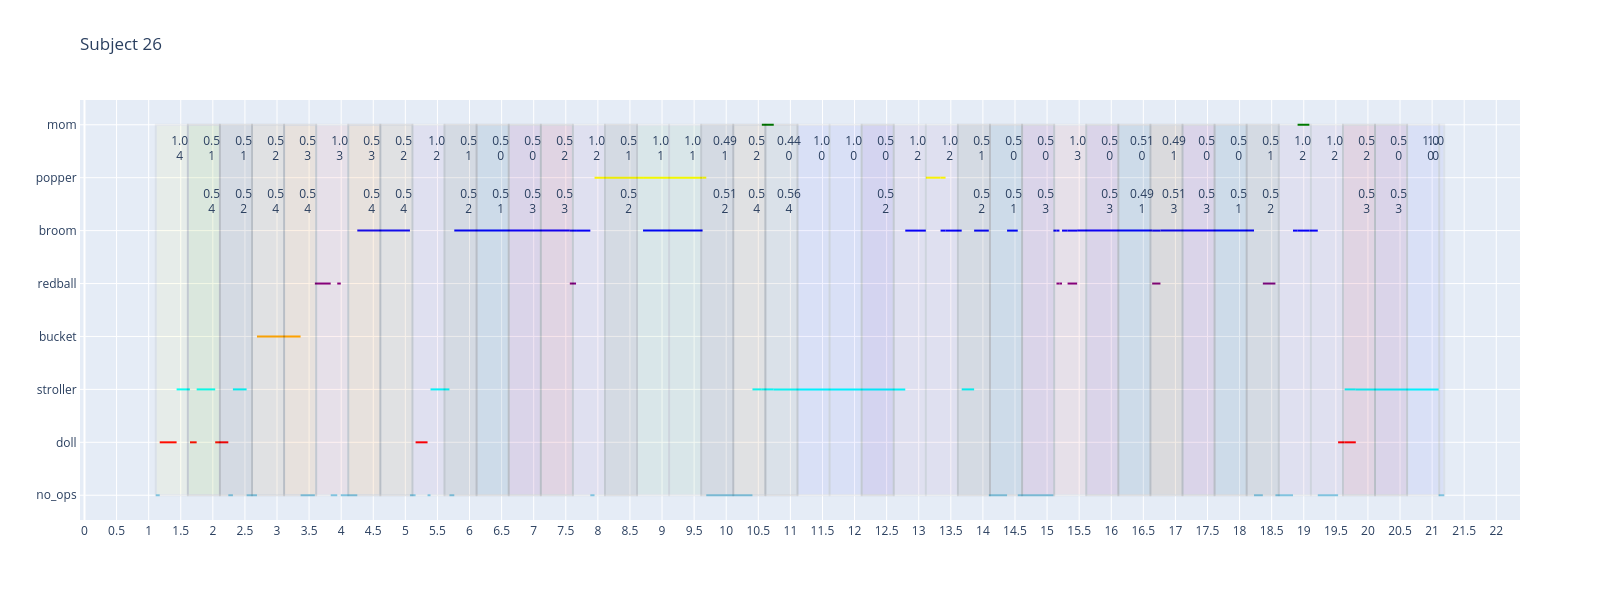 Subject 26
mom
1.0 0.5 0.5 0.5 0.5 1.0 0.5 0.5 1.0 0.5 0.5 0.5 0.5 1.0 0.5 1.0 1.0 0.49 0.5 0.44 1.0 1.0 0.5 1.0 1.0 0.5 0.5 0.5 1.0 0.5 0.51 0.49 0.5 0.5 0.5 1.0 1.0 0.5 0.5
4 1 1 2 3 3 3 2 2 1 0 0 2 2 1 1 1 1 2 0 0 0 0 2 2 1 0 0 3 0 0 1 0 0 1 2 2 2 0
popper
0.5 0.5 0.5 0.5 0.5 0.5 0.5 0.5 0.5 0.5 0.5 0.51 0.5 0.56 0.5 0.5 0.5 0.5 0.5 0.49 0.51 0.5 0.5 0.5 0.5 0.5
4 2 4 4 4 4 2 1 3 3 2 2 4 4 2 2 1 3 3 1 3 3 1 2 3 3
broom
redball
bucket
stroller
doll
no_ops
0 0.5 1 1.5 2 2.5 3 3.5 4 4.5 5 5.5 6 6.5 7 7.5 8 8.5 9 9.5 10 10.5 11 11.5 12 12.5 13 13.5 14 14.5 15 15.5 16 16.5 17 17.5 18 18.5 19 19.5 20 20.5 21 21.5 22